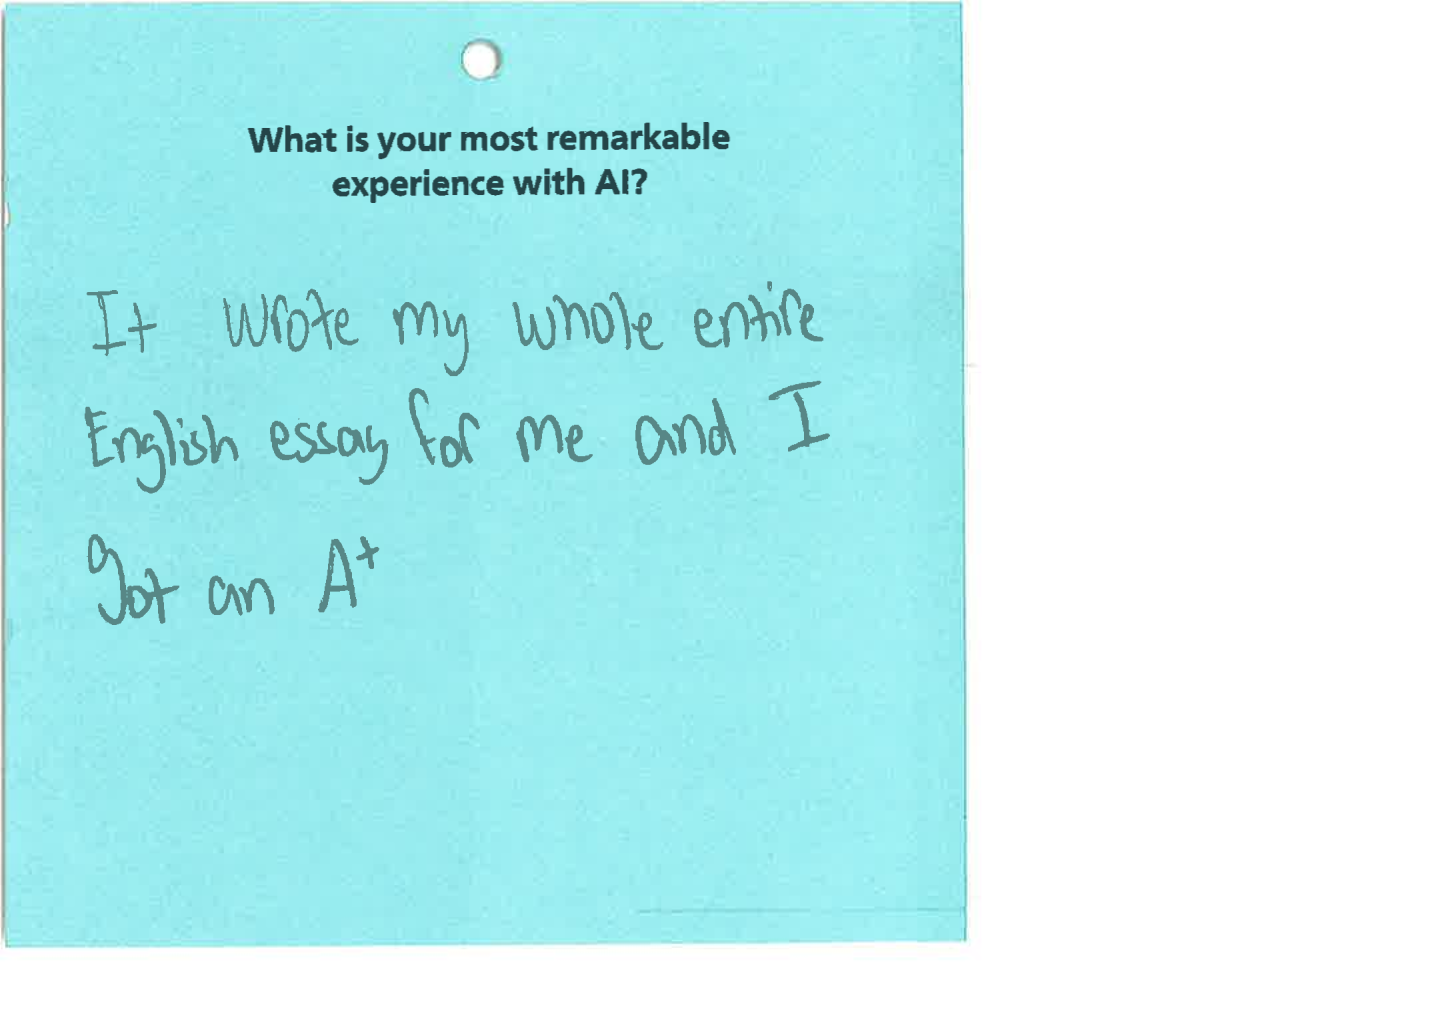 What is your most remarkable
experience with AI?
It wrote my whole entire
English essay for me and I
got an A+